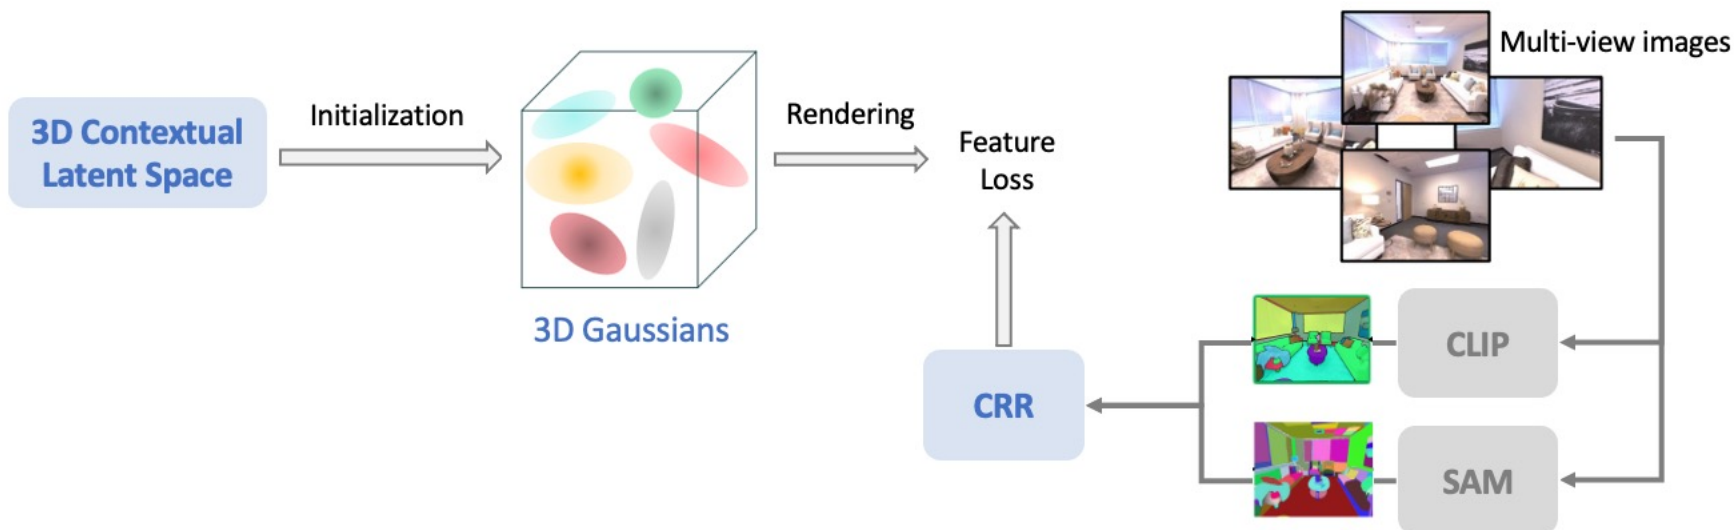 3D Contextual
Latent Space
Initialization
3D Gaussians
Rendering
Feature
Loss
CRR
Multi-view images
CLIP
SAM